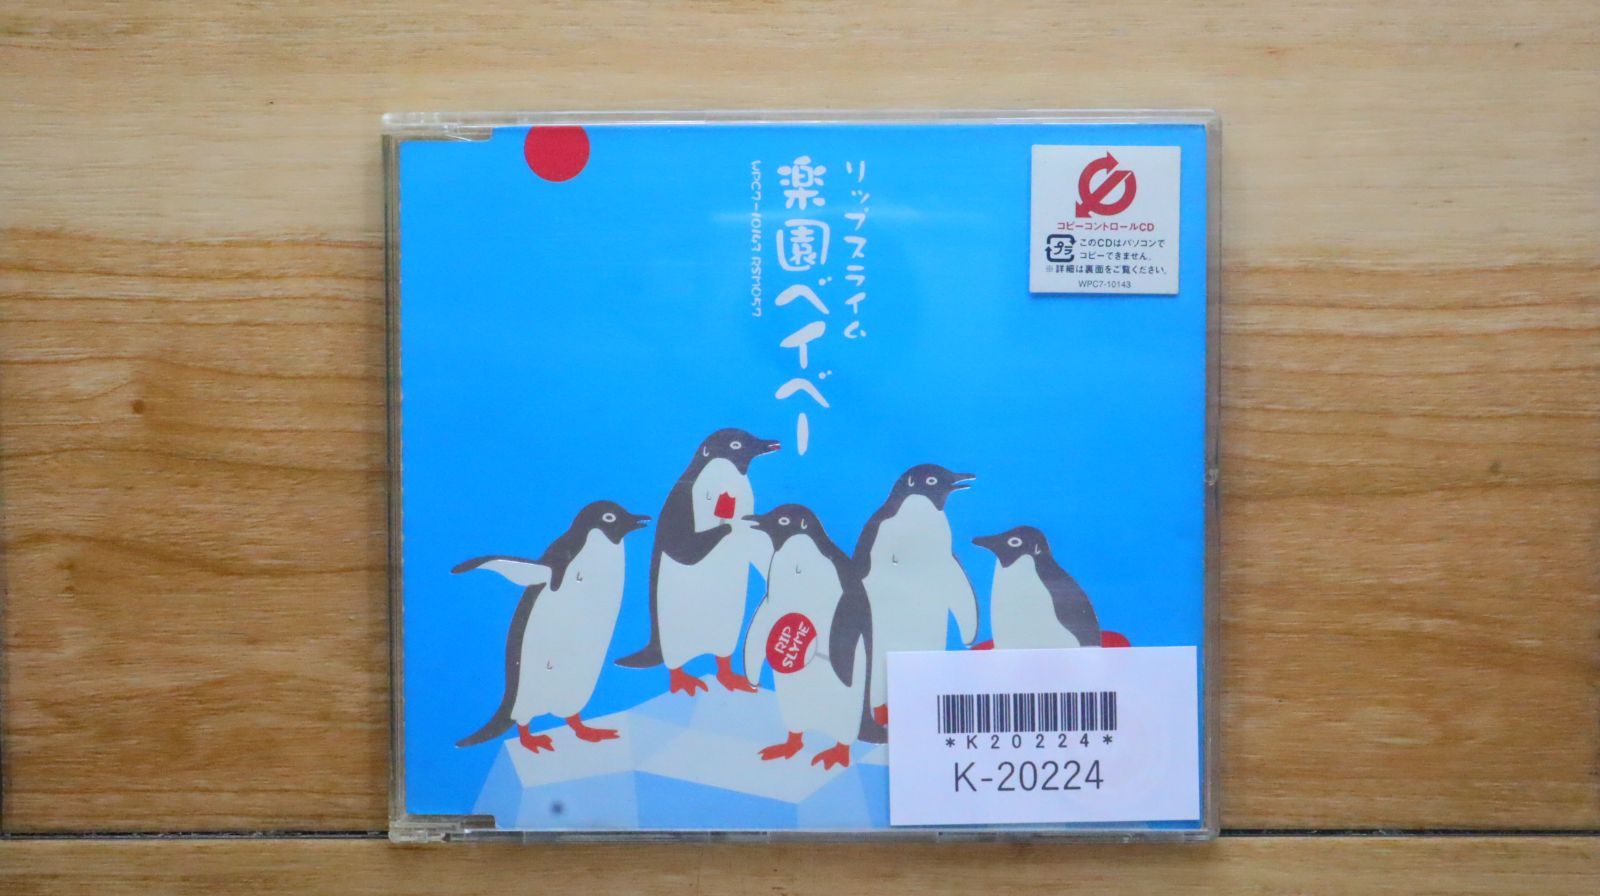 リップスライム
楽園ベイベー
WPC7-10143 RSM057
コピーコントロールCD
プラ
このCDはパソコンで
コピーできません。
※詳細は裏面をご覧ください。
WPC7-10143
RIP
SLYME
*K20224*
K-20224